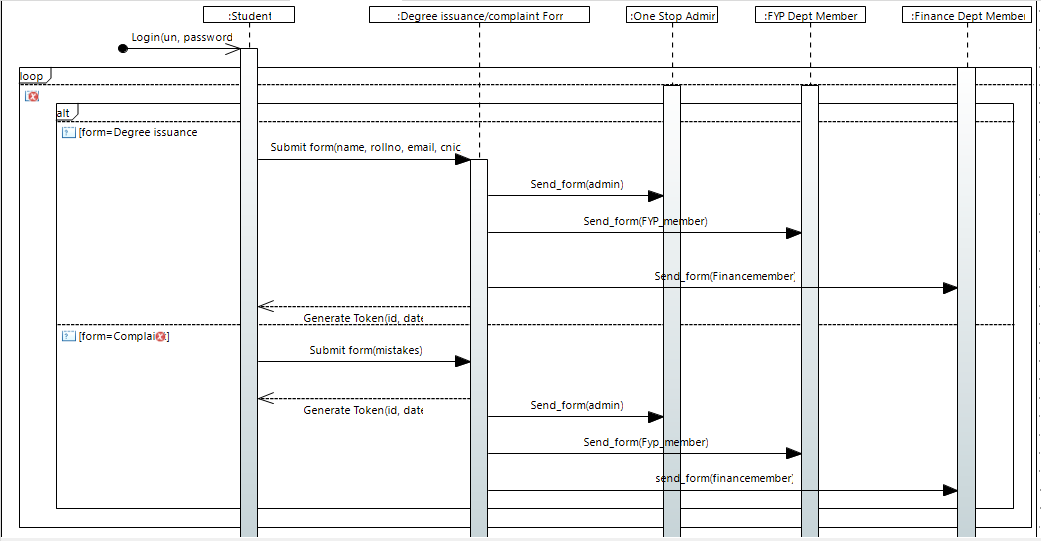 :Student
:Degree issuance/complaint Forr
:One Stop Admir
:FYP Dept Member
:Finance Dept Member
Login(un, password
loop
alt
[form=Degree issuance
Submit form(name, rollno, email, cnic
Send_form(admin)
Send_form(FYP_member)
Send_form(Financemember)
Generate Token(id, date
[form=Complai ]
Submit form(mistakes)
Generate Token(id, date
Send_form(admin)
Send_form(Fyp_member)
send_form(financemember)